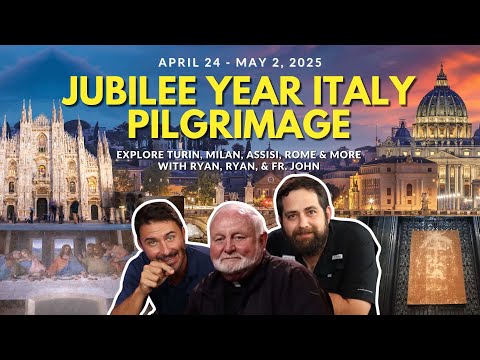 APRIL 24 - MAY 2, 2025
JUBILEE YEAR ITALY
PILGRIMAGE
EXPLORE TURIN, MILAN, ASSISI, ROME & MORE
WITH RYAN, RYAN, & FR. JOHN